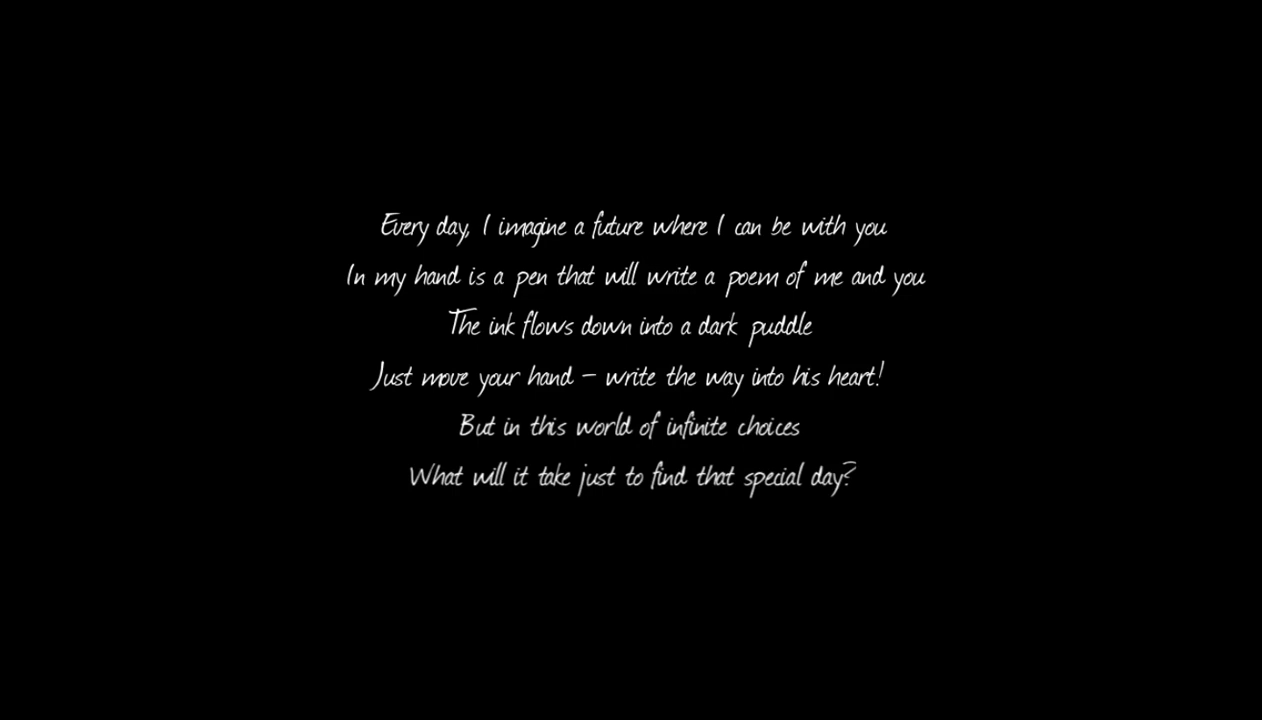 Every day, I imagine a future where I can be with you
In my hand is a pen that will write a poem of me and you
The ink flows down into a dark puddle
Just move your hand – write the way into his heart!
But in this world of infinite choices
What will it take just to find that special day?